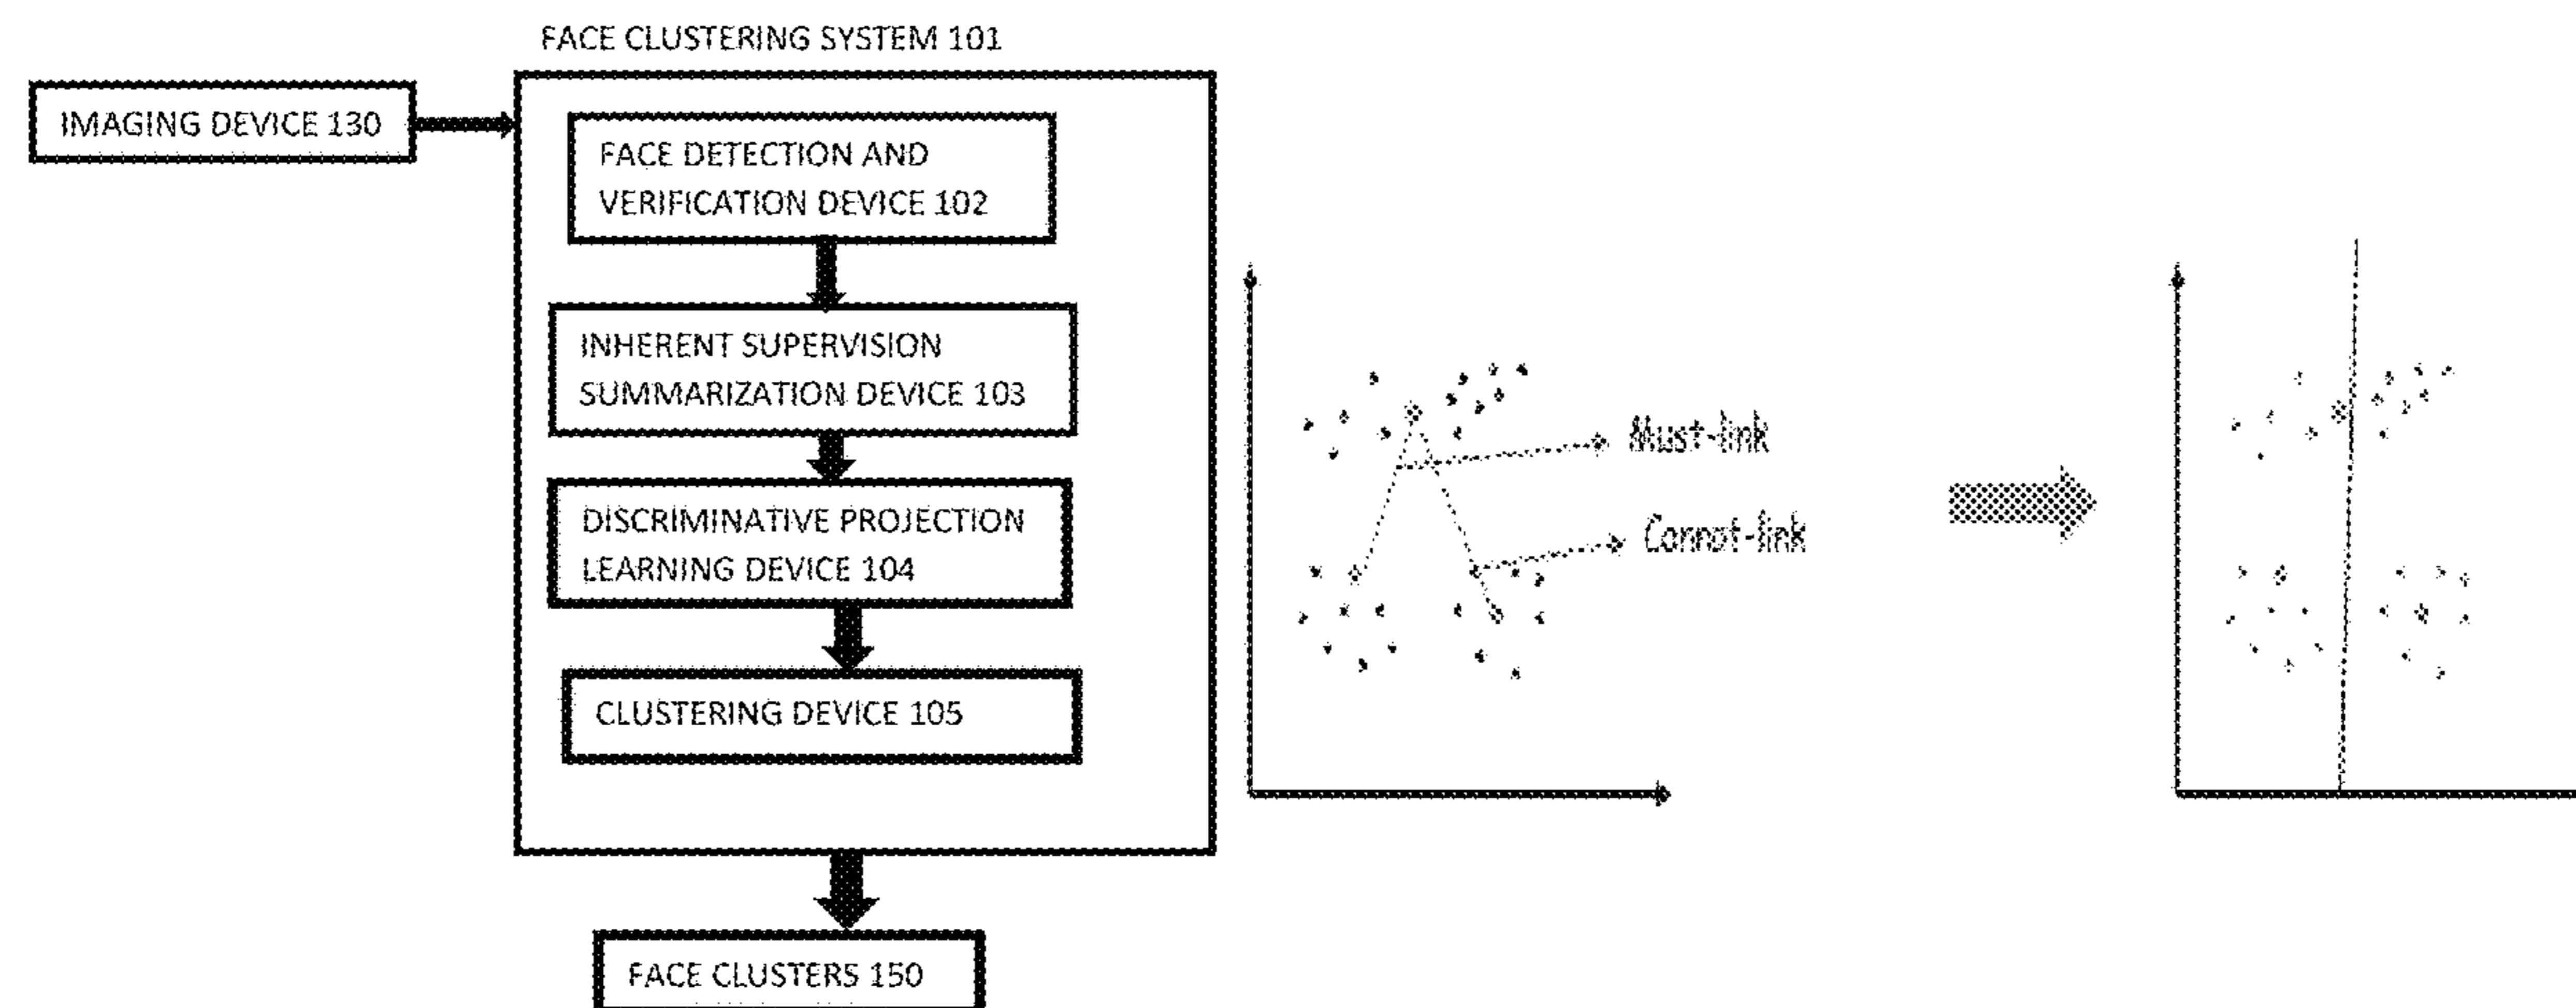 FACE CLUSTERING SYSTEM 101
IMAGING DEVICE 130
FACE DETECTION AND
VERIFICATION DEVICE 102
INHERENT SUPERVISION
SUMMARIZATION DEVICE 103
DISCRIMINATIVE PROJECTION
LEARNING DEVICE 104
CLUSTERING DEVICE 105
FACE CLUSTERS 150
Must-link
Cannot-link